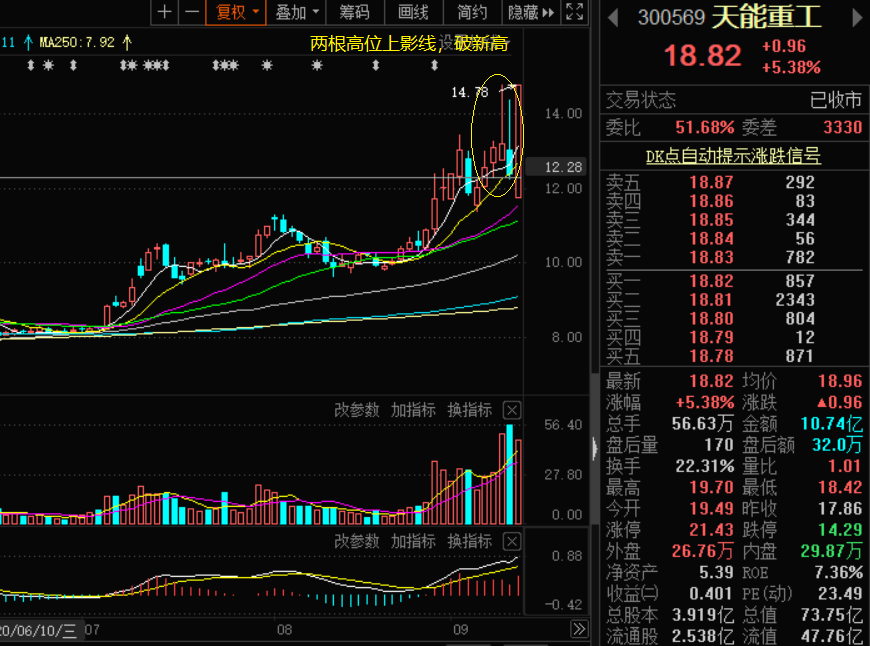 复权 叠加 筹码 画线 简约 隐藏
11 ↑ MA250:7.92 ↑
两根高位上影线，破新高
14.78
14.00
12.28
12.00
10.00
8.00
改参数 加指标 换指标
56.40
27.80
0.00
改参数 加指标 换指标
0.88
-0.42
20/06/10/三 07 08 09
300569 天能重工
18.82 +0.96
+5.38%
交易状态 已收市
委比 51.68% 委差 3330
DK点自动提示涨跌信号
卖五 18.87 292
卖四 18.86 83
卖三 18.85 344
卖二 18.84 56
卖一 18.83 782
买一 18.82 857
买二 18.81 2343
买三 18.80 804
买四 18.79 12
买五 18.78 871
最新 18.82 均价 18.96
涨幅 +5.38% 涨跌 ▲0.96
总手 56.63万 金额 10.74亿
盘后量 170 盘后额 32.0万
换手 22.31% 量比 1.01
最高 19.70 最低 18.42
今开 19.49 昨收 17.86
涨停 21.43 跌停 14.29
外盘 26.76万 内盘 29.87万
净资产 5.39 ROE 7.36%
收益㈡ 0.401 PE(动) 23.49
总股本 3.919亿 总值 73.75亿
流通股 2.538亿 流值 47.76亿